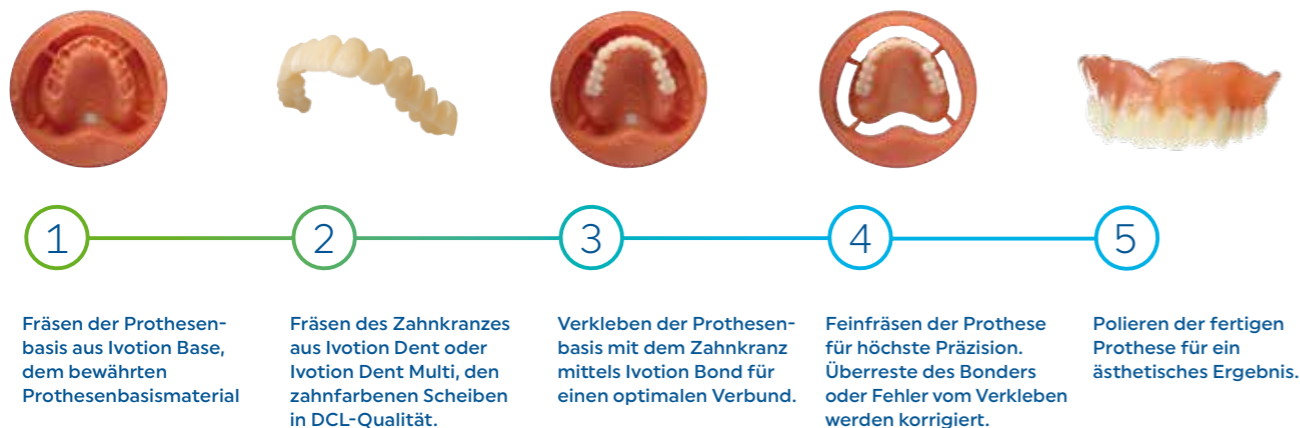 1
2
3
4
5
Fräsen der Prothesen-
basis aus Ivotion Base,
dem bewährten
Prothesenbasismaterial
Fräsen des Zahnkranzes
aus Ivotion Dent oder
Ivotion Dent Multi, den
zahnfarbenen Scheiben
in DCL-Qualität.
Verkleben der Prothesen-
basis mit dem Zahnkranz
mittels Ivotion Bond für
einen optimalen Verbund.
Feinfräsen der Prothese
für höchste Präzision.
Überreste des Bonders
oder Fehler vom Verkleben
werden korrigiert.
Polieren der fertigen
Prothese für ein
ästhetisches Ergebnis.